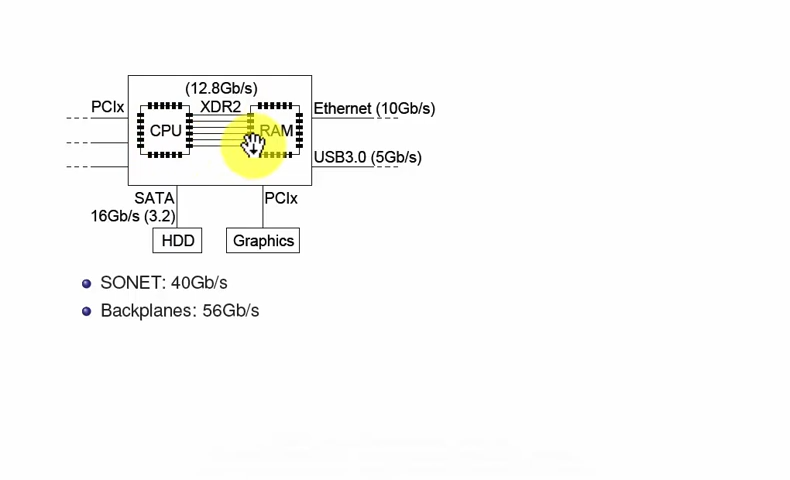 (12.8Gb/s)
PCIx
XDR2
Ethernet (10Gb/s)
CPU
RAM
USB3.0 (5Gb/s)
SATA
PCIx
16Gb/s (3.2)
HDD
Graphics
SONET: 40Gb/s
Backplanes: 56Gb/s